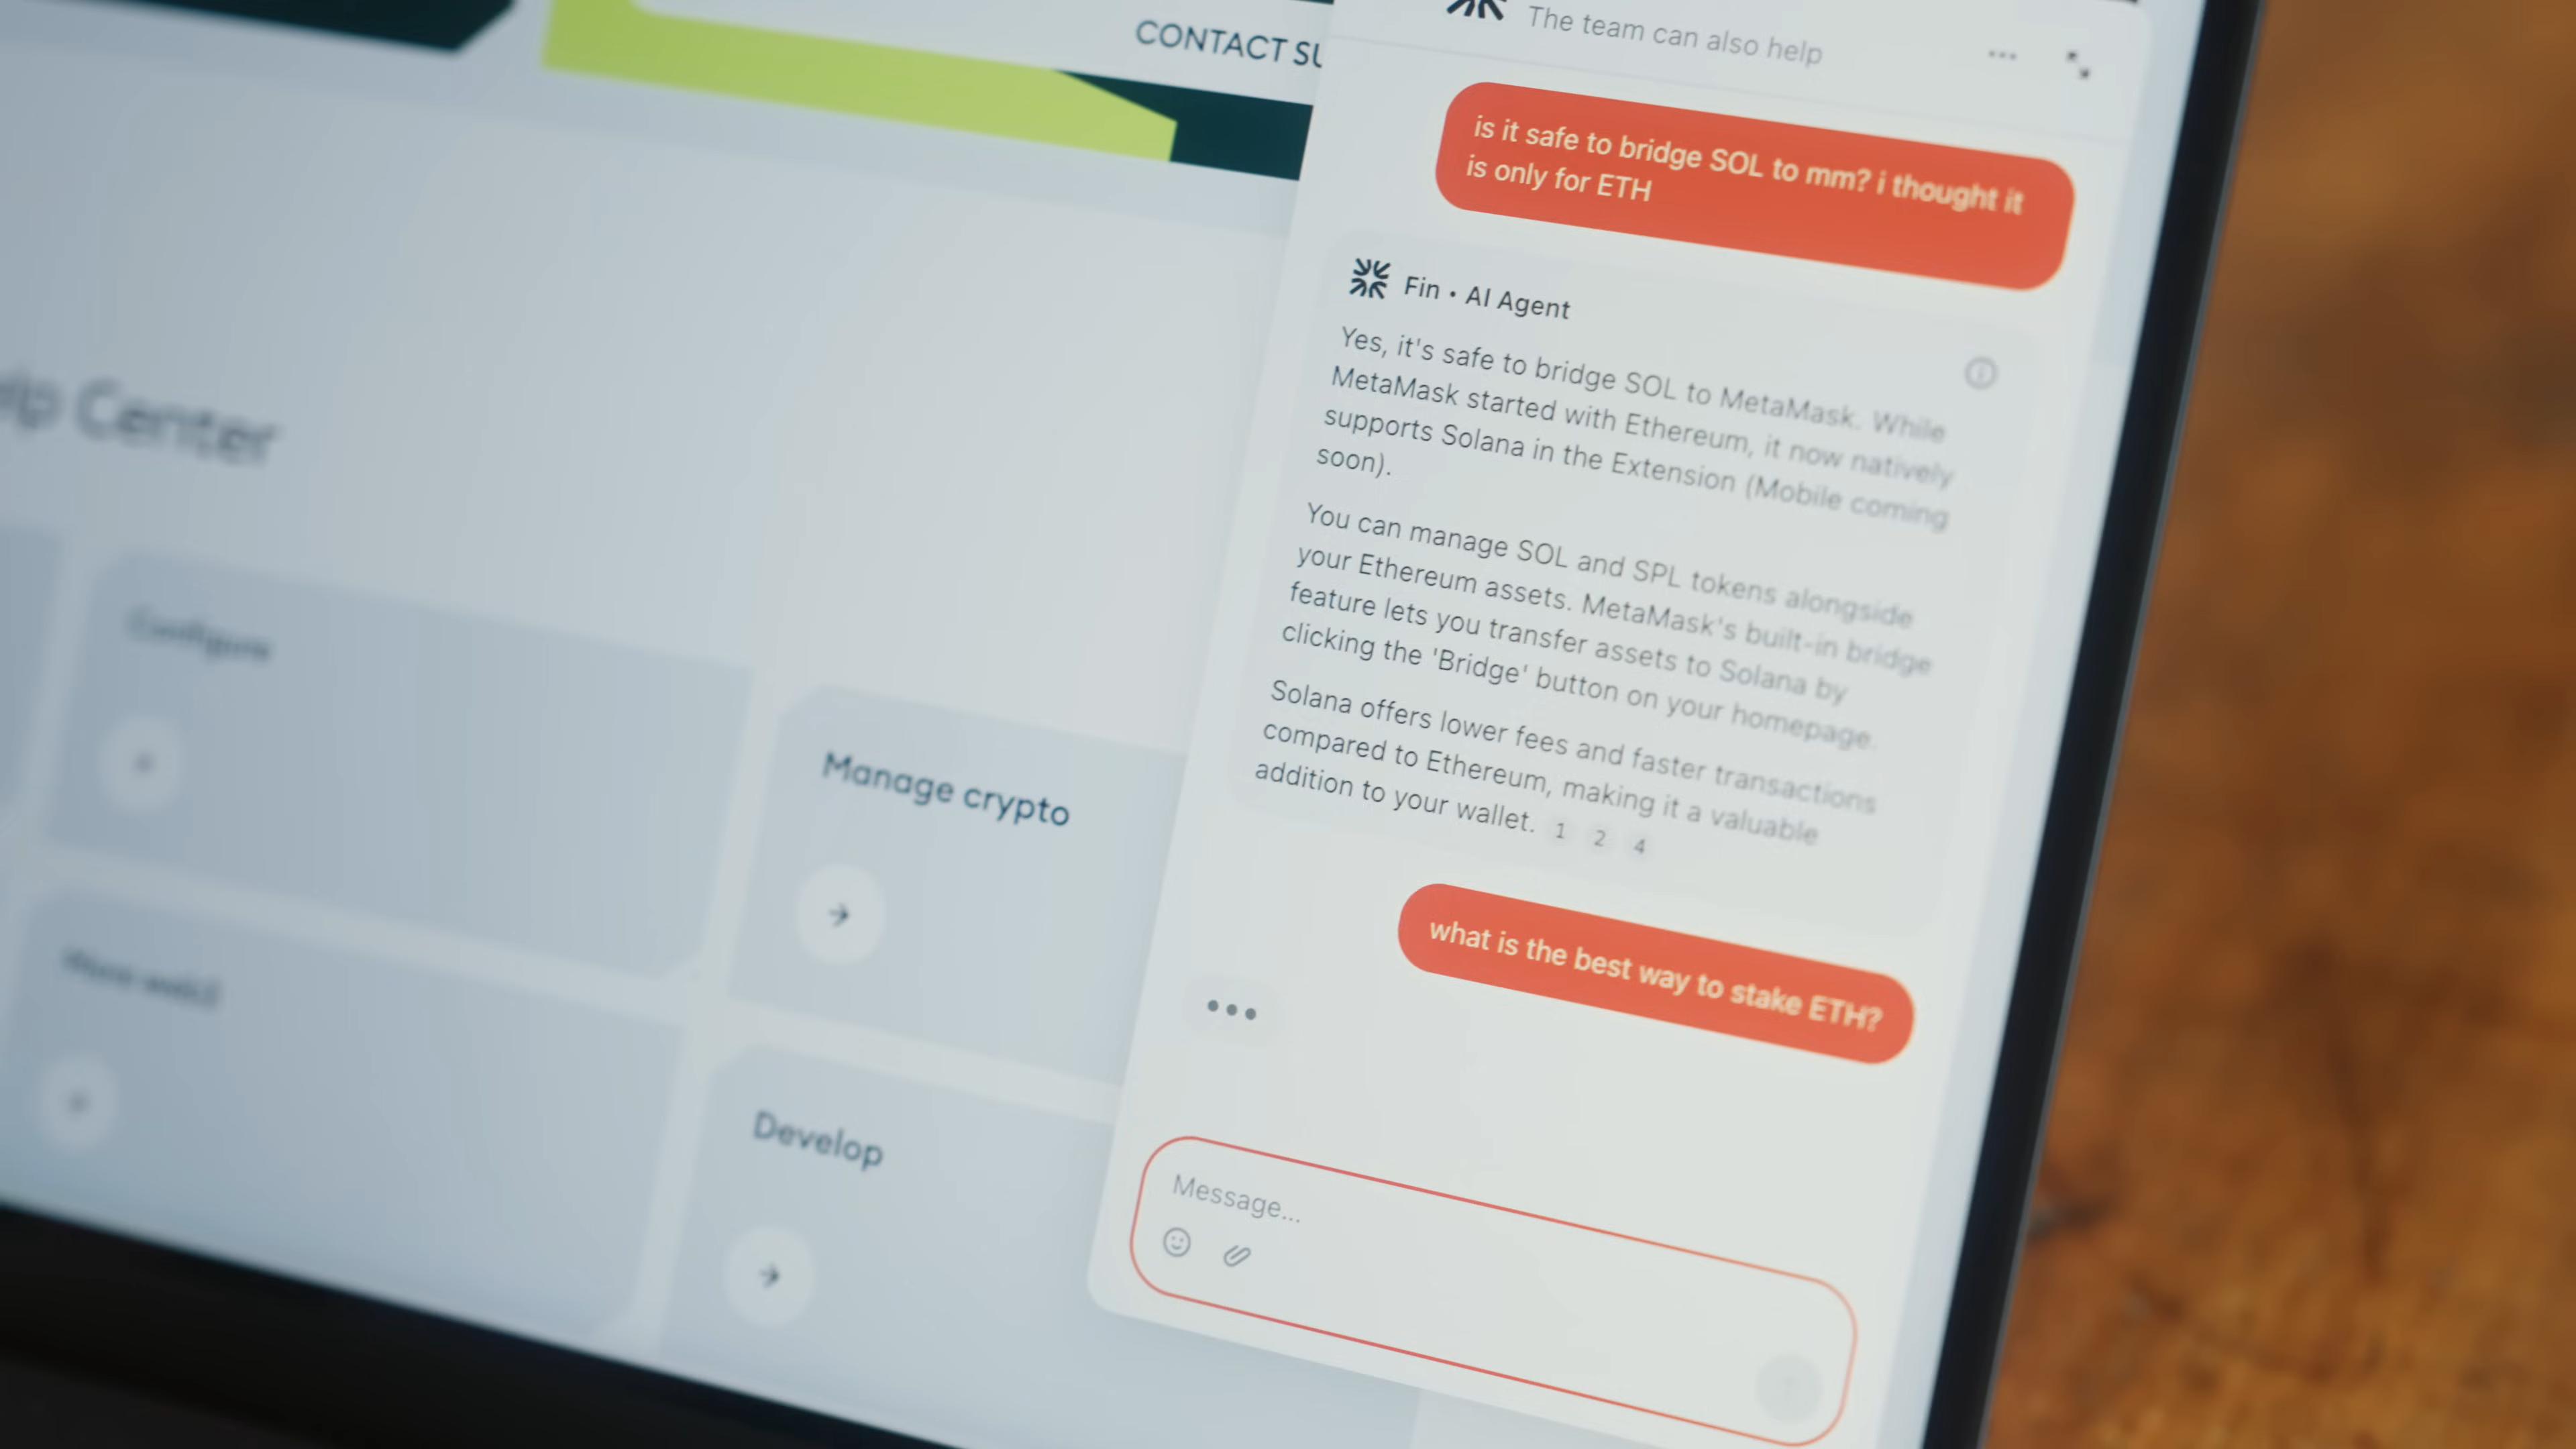 CONTACT SU
The team can also help
is it safe to bridge SOL to mm? i thought it
is only for ETH
Fin • AI Agent
Yes, it's safe to bridge SOL to MetaMask. While
MetaMask started with Ethereum, it now natively
supports Solana in the Extension (Mobile coming
soon).
You can manage SOL and SPL tokens alongside
your Ethereum assets. MetaMask's built-in bridge
feature lets you transfer assets to Solana by
clicking the 'Bridge' button on your homepage.
Solana offers lower fees and faster transactions
compared to Ethereum, making it a valuable
addition to your wallet. 1 2 4
what is the best way to stake ETH?
Message...
lp Center
Configure
Manage crypto
More web3
Develop